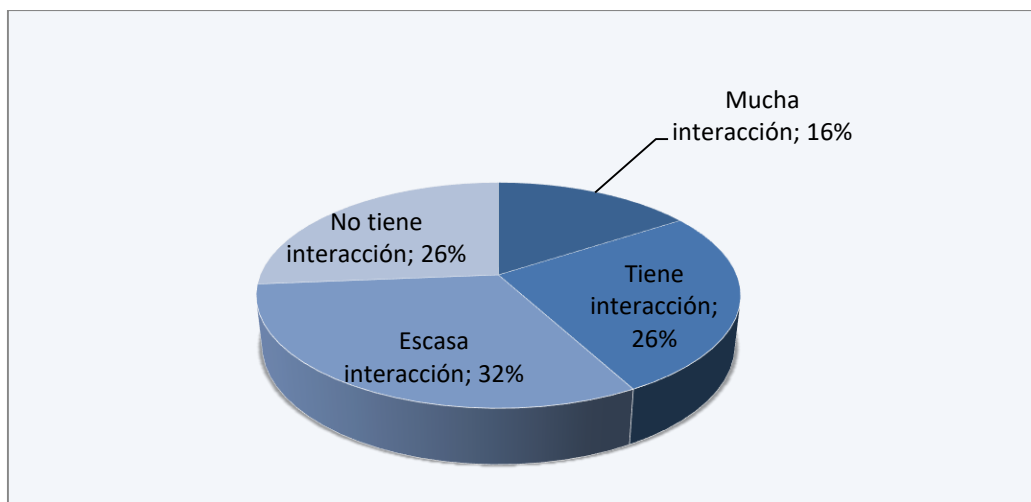 Mucha
interacción; 16%
No tiene
interacción; 26%
Tiene
interacción;
26%
Escasa
interacción; 32%